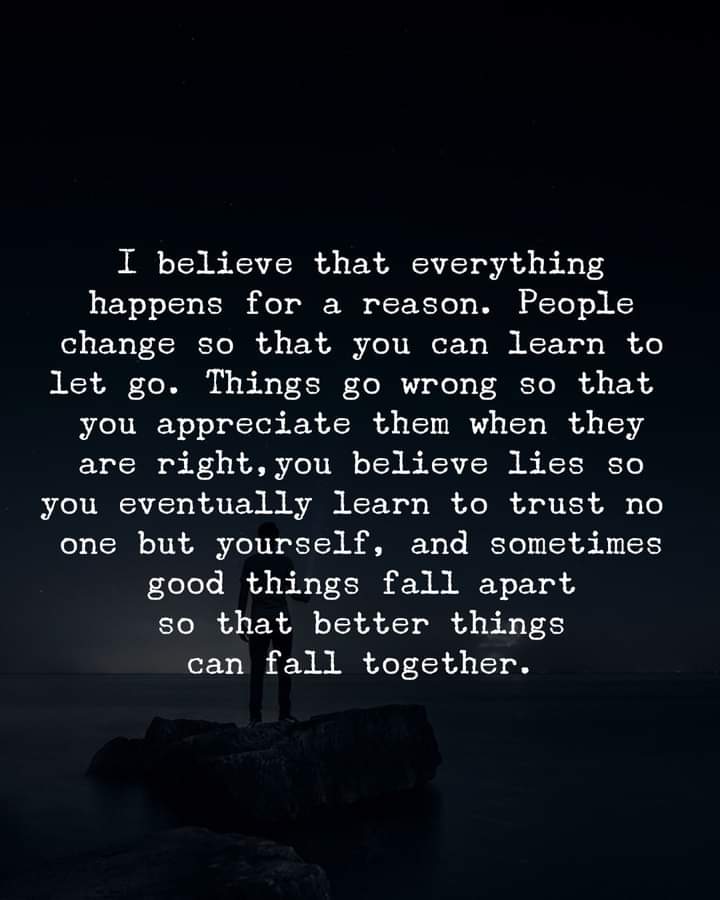 I believe that everything
happens for a reason. People
change so that you can learn to
let go. Things go wrong so that
you appreciate them when they
are right,you believe lies so
you eventually learn to trust no
one but yourself, and sometimes
good things fall apart
so that better things
can fall together.